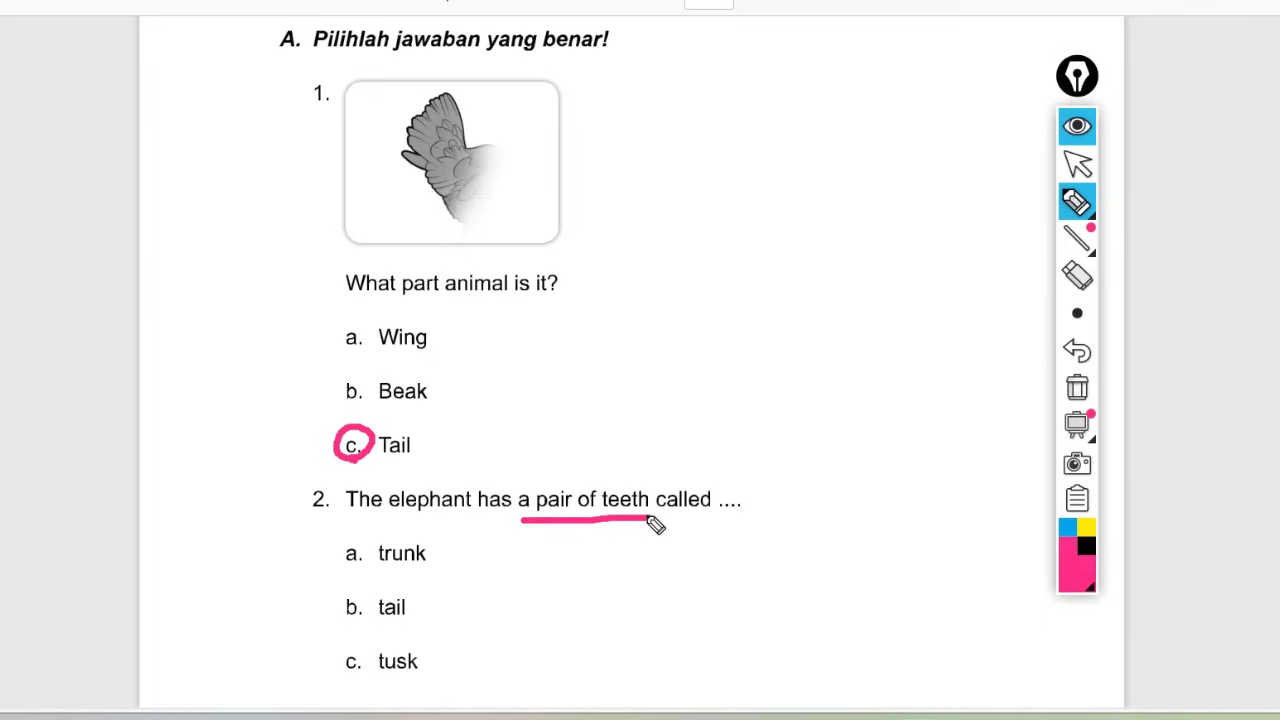 A. Pilihlah jawaban yang benar!
1.
What part animal is it?
a. Wing
b. Beak
c. Tail
2. The elephant has a pair of teeth called ....
a. trunk
b. tail
c. tusk